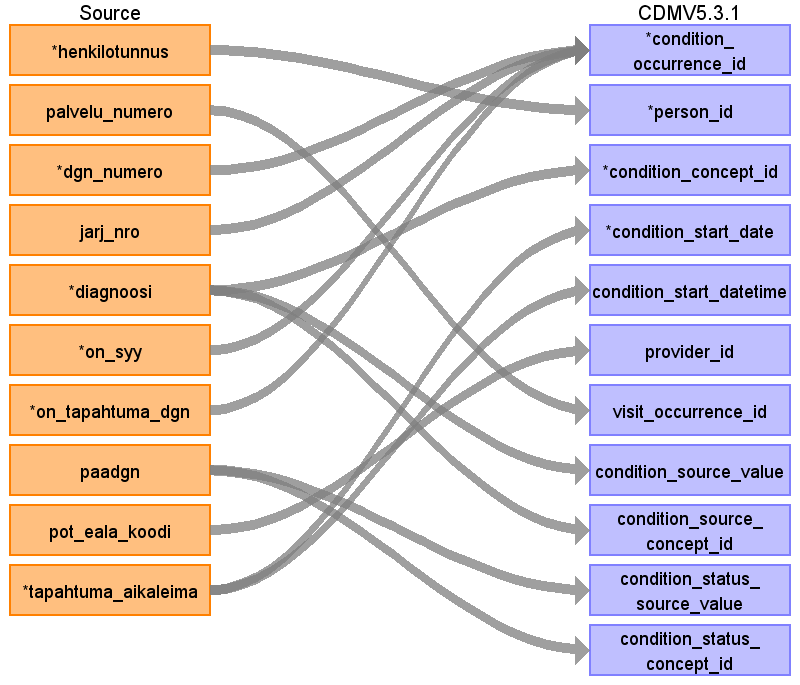 Source
CDMV5.3.1
*henkilotunnus
*condition_
occurrence_id
palvelu_numero
*person_id
*dgn_numero
*condition_concept_id
jarj_nro
*condition_start_date
*diagnoosi
condition_start_datetime
*on_syy
provider_id
*on_tapahtuma_dgn
visit_occurrence_id
paadgn
condition_source_value
pot_eala_koodi
condition_source_
concept_id
*tapahtuma_aikaleima
condition_status_
source_value
condition_status_
concept_id